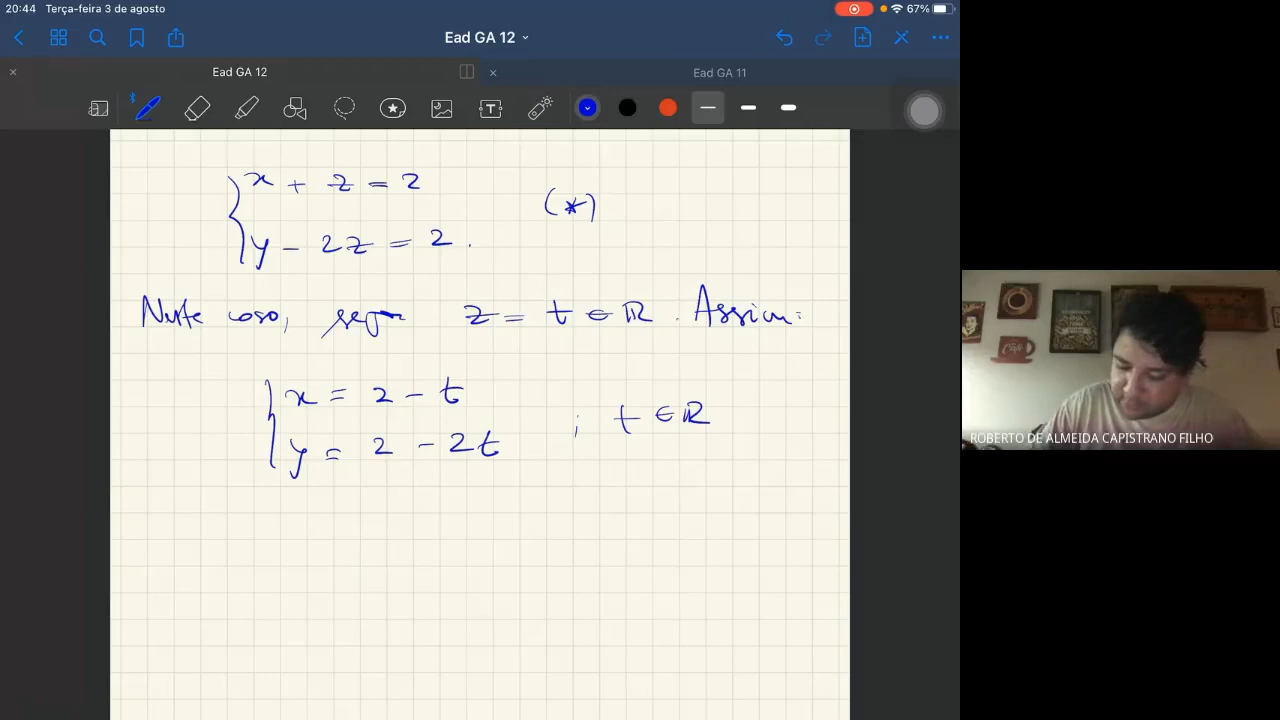 20:44 Terça-feira 3 de agosto
67%
Ead GA 12
Ead GA 12
Ead GA 11
x + z = 2
(*)
y - 2z = 2.
Neste caso, seja z = t ∈ ℝ. Assim:
x = 2 - t
y = 2 - 2t ; t ∈ ℝ
ROBERTO DE ALMEIDA CAPISTRANO FILHO